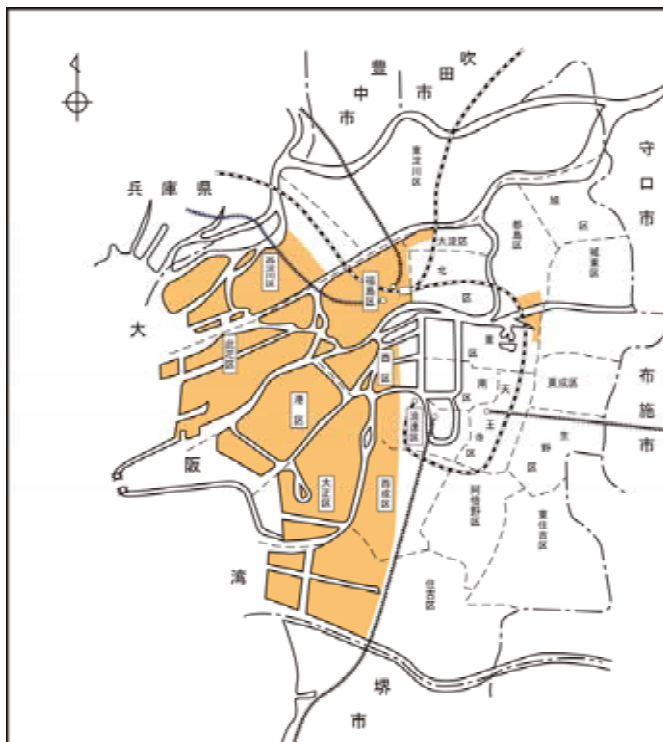 吹田市
豊中市
守口市
兵庫県
東淀川区
旭区
都島区
城東区
大淀区
西淀川区
福島区
北区
此花区
西区
東区
大阪湾
港区
南区
天王寺区
東成区
布施市
浪速区
生野区
大正区
西成区
阿倍野区
東住吉区
住吉区
堺市